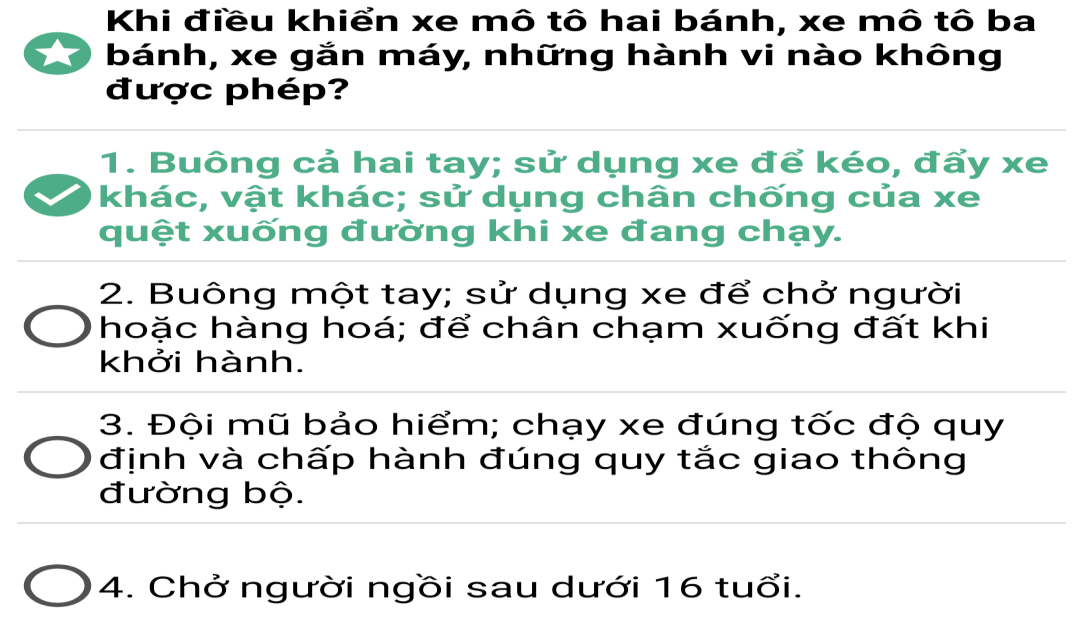 Khi điều khiển xe mô tô hai bánh, xe mô tô ba
bánh, xe gắn máy, những hành vi nào không
được phép?
1. Buông cả hai tay; sử dụng xe để kéo, đẩy xe
khác, vật khác; sử dụng chân chống của xe
quệt xuống đường khi xe đang chạy.
2. Buông một tay; sử dụng xe để chở người
hoặc hàng hoá; để chân chạm xuống đất khi
khởi hành.
3. Đội mũ bảo hiểm; chạy xe đúng tốc độ quy
định và chấp hành đúng quy tắc giao thông
đường bộ.
4. Chở người ngồi sau dưới 16 tuổi.